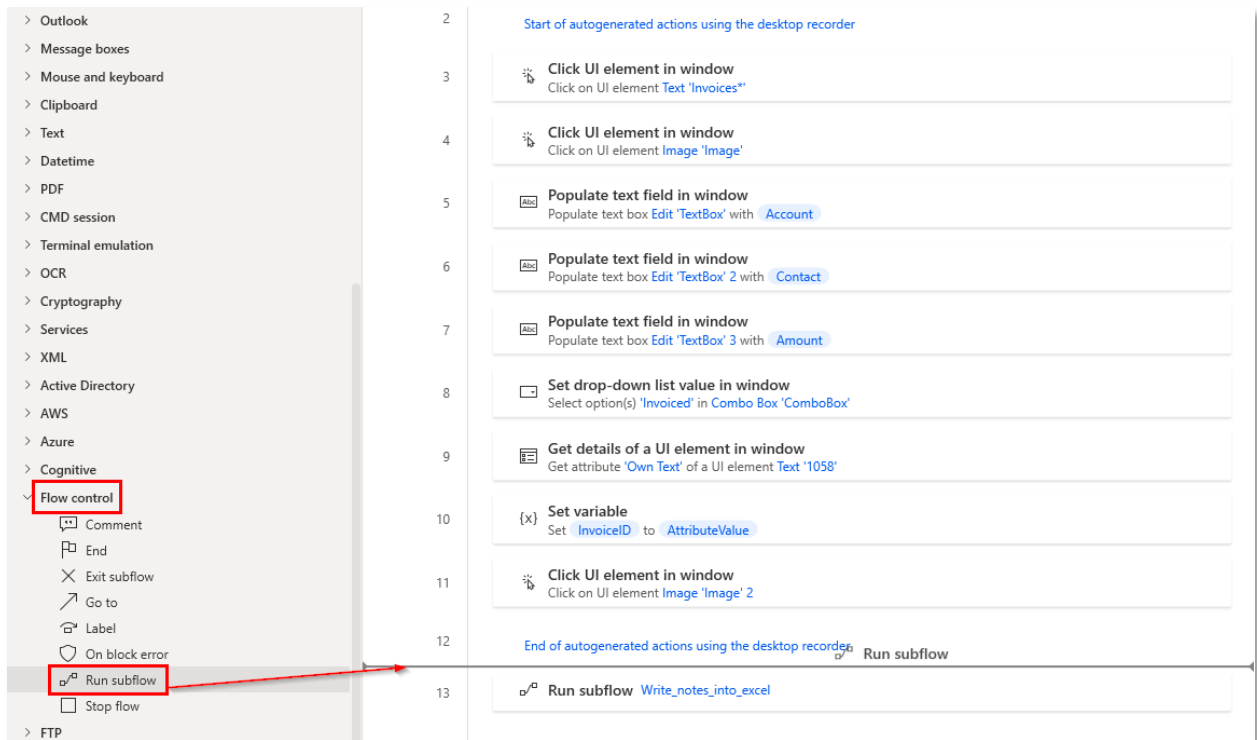 Outlook
Message boxes
Mouse and keyboard
Clipboard
Text
Datetime
PDF
CMD session
Terminal emulation
OCR
Cryptography
Services
XML
Active Directory
AWS
Azure
Cognitive
Flow control
Comment
End
Exit subflow
Go to
Label
On block error
Run subflow
Stop flow
FTP
2
Start of autogenerated actions using the desktop recorder
3
Click UI element in window
Click on UI element Text 'Invoices*'
4
Click UI element in window
Click on UI element Image 'Image'
5
Abc
Populate text field in window
Populate text box Edit 'TextBox' with Account
6
Abc
Populate text field in window
Populate text box Edit 'TextBox' 2 with Contact
7
Abc
Populate text field in window
Populate text box Edit 'TextBox' 3 with Amount
8
Set drop-down list value in window
Select option(s) 'Invoiced' in Combo Box 'ComboBox'
9
Get details of a UI element in window
Get attribute 'Own Text' of a UI element Text '1058'
10
{x}
Set variable
Set InvoiceID to AttributeValue
11
Click UI element in window
Click on UI element Image 'Image' 2
12
End of autogenerated actions using the desktop recorder
Run subflow
13
Run subflow Write_notes_into_excel